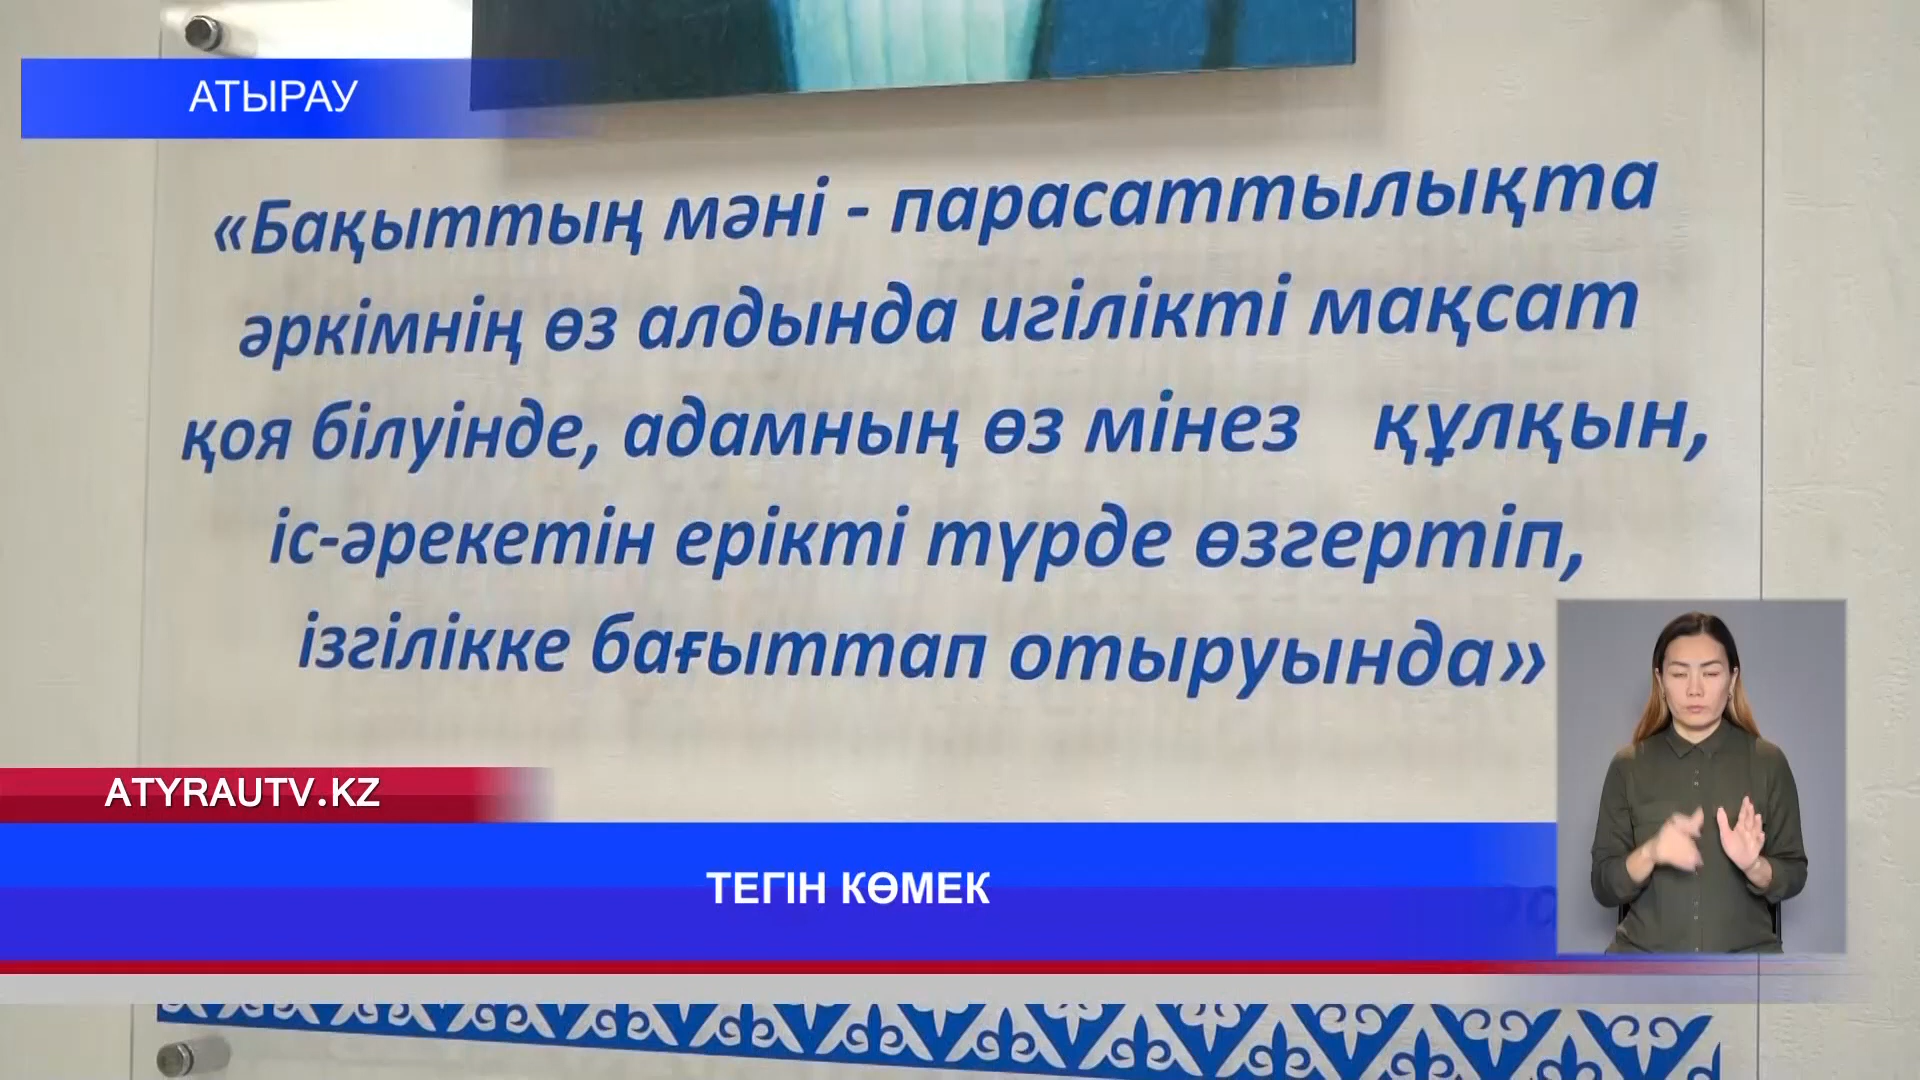 АТЫРАУ
«Бақыттың мәні - парасаттылықта
әркімнің өз алдында игілікті мақсат
қоя білуінде, адамның өз мінез құлқын,
іс-әрекетін ерікті түрде өзгертіп,
ізгілікке бағыттап отыруында»
ATYRAUTV.KZ
ТЕГІН КӨМЕК